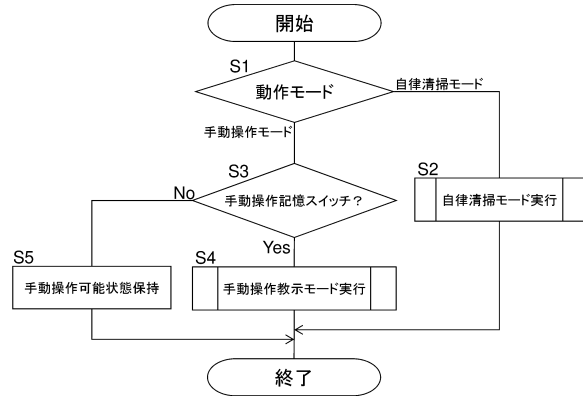 開始
S1
動作モード
自律清掃モード
手動操作モード
S3
手動操作記憶スイッチ？
S2
自律清掃モード実行
No
Yes
S5
手動操作可能状態保持
S4
手動操作教示モード実行
終了